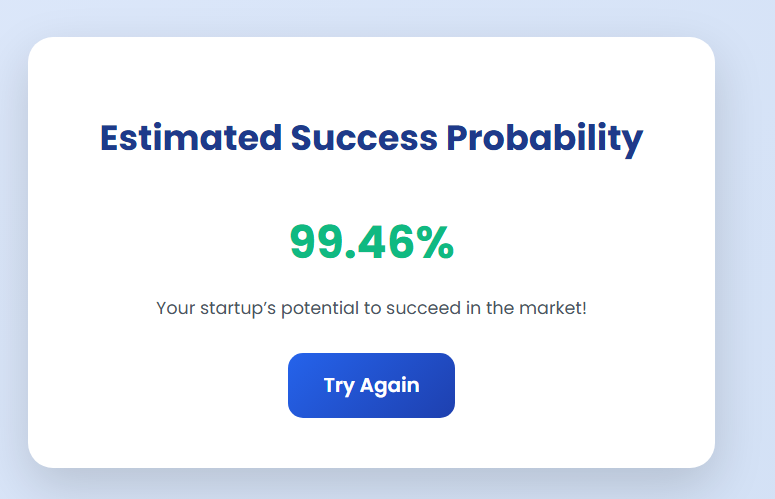 Estimated Success Probability
99.46%
Your startup’s potential to succeed in the market!
Try Again